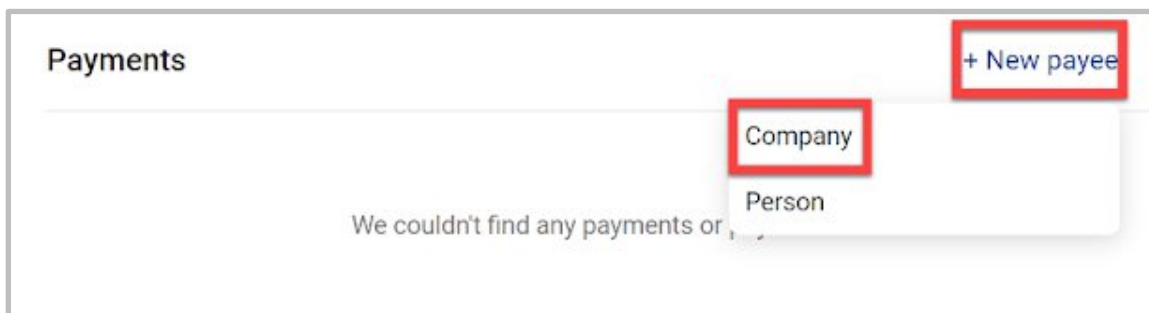 Payments
+ New payee
Company
Person
We couldn't find any payments or